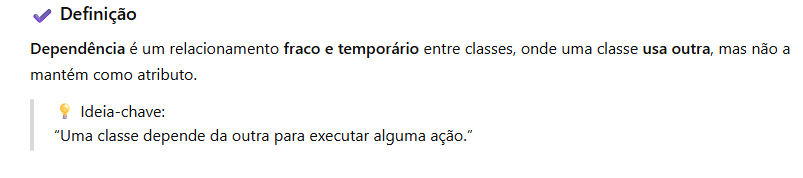 Definição
Dependência é um relacionamento fraco e temporário entre classes, onde uma classe usa outra, mas não a
mantém como atributo.
Ideia-chave:
“Uma classe depende da outra para executar alguma ação.”